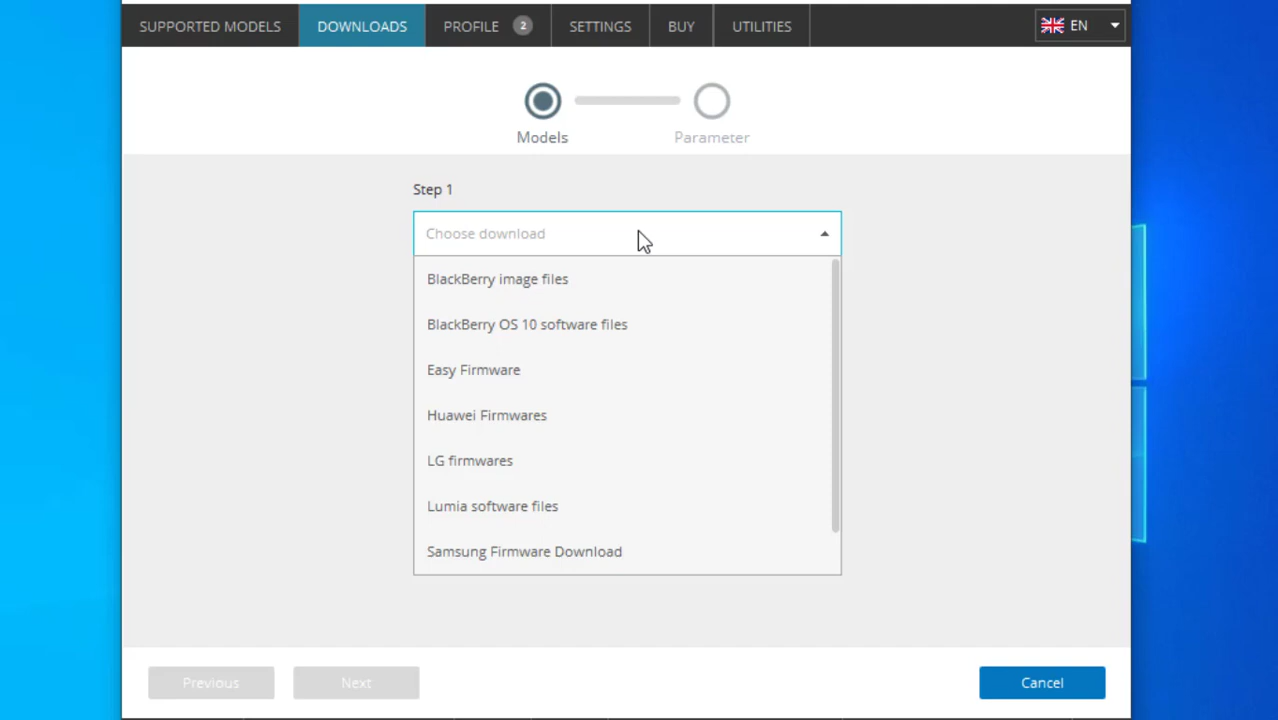 SUPPORTED MODELS DOWNLOADS PROFILE 2 SETTINGS BUY UTILITIES EN
Models Parameter
Step 1
Choose download
BlackBerry image files
BlackBerry OS 10 software files
Easy Firmware
Huawei Firmwares
LG firmwares
Lumia software files
Samsung Firmware Download
Previous Next Cancel